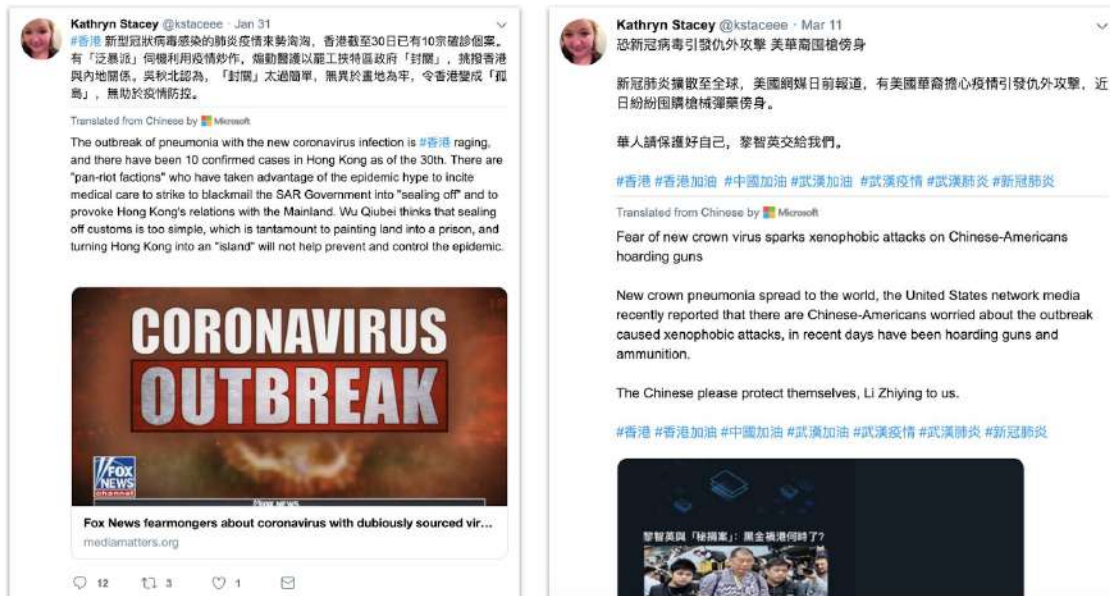 Kathryn Stacey @kstaceee · Jan 31
#香港 新型冠狀病毒感染的肺炎疫情來勢洶洶，香港截至30日已有10宗確診個案。
有「泛暴派」伺機利用疫情炒作，煽動醫護以罷工挾特區政府「封關」，挑撥香港
與內地關係。吳秋北認為，「封關」太過簡單，無異於畫地為牢，令香港變成「孤
島」，無助於疫情防控。
Translated from Chinese by Microsoft
The outbreak of pneumonia with the new coronavirus infection is #香港 raging,
and there have been 10 confirmed cases in Hong Kong as of the 30th. There are
"pan-riot factions" who have taken advantage of the epidemic hype to incite
medical care to strike to blackmail the SAR Government into "sealing off" and to
provoke Hong Kong's relations with the Mainland. Wu Qiubei thinks that sealing
off customs is too simple, which is tantamount to painting land into a prison, and
turning Hong Kong into an "island" will not help prevent and control the epidemic.
CORONAVIRUS
OUTBREAK
FOX
NEWS
channel
Fox News fearmongers about coronavirus with dubiously sourced vir...
mediamatters.org
12 3 1
Kathryn Stacey @kstaceee · Mar 11
恐新冠病毒引發仇外攻擊 美華裔囤槍傍身
新冠肺炎擴散至全球，美國網媒日前報道，有美國華裔擔心疫情引發仇外攻擊，近
日紛紛囤購槍械彈藥傍身。
華人請保護好自己，黎智英交給我們。
#香港 #香港加油 #中國加油 #武漢加油 #武漢疫情 #武漢肺炎 #新冠肺炎
Translated from Chinese by Microsoft
Fear of new crown virus sparks xenophobic attacks on Chinese-Americans
hoarding guns
New crown pneumonia spread to the world, the United States network media
recently reported that there are Chinese-Americans worried about the outbreak
caused xenophobic attacks, in recent days have been hoarding guns and
ammunition.
The Chinese please protect themselves, Li Zhiying to us.
#香港 #香港加油 #中國加油 #武漢加油 #武漢疫情 #武漢肺炎 #新冠肺炎
黎智英與「秘捐案」：黑金禍港何時了?